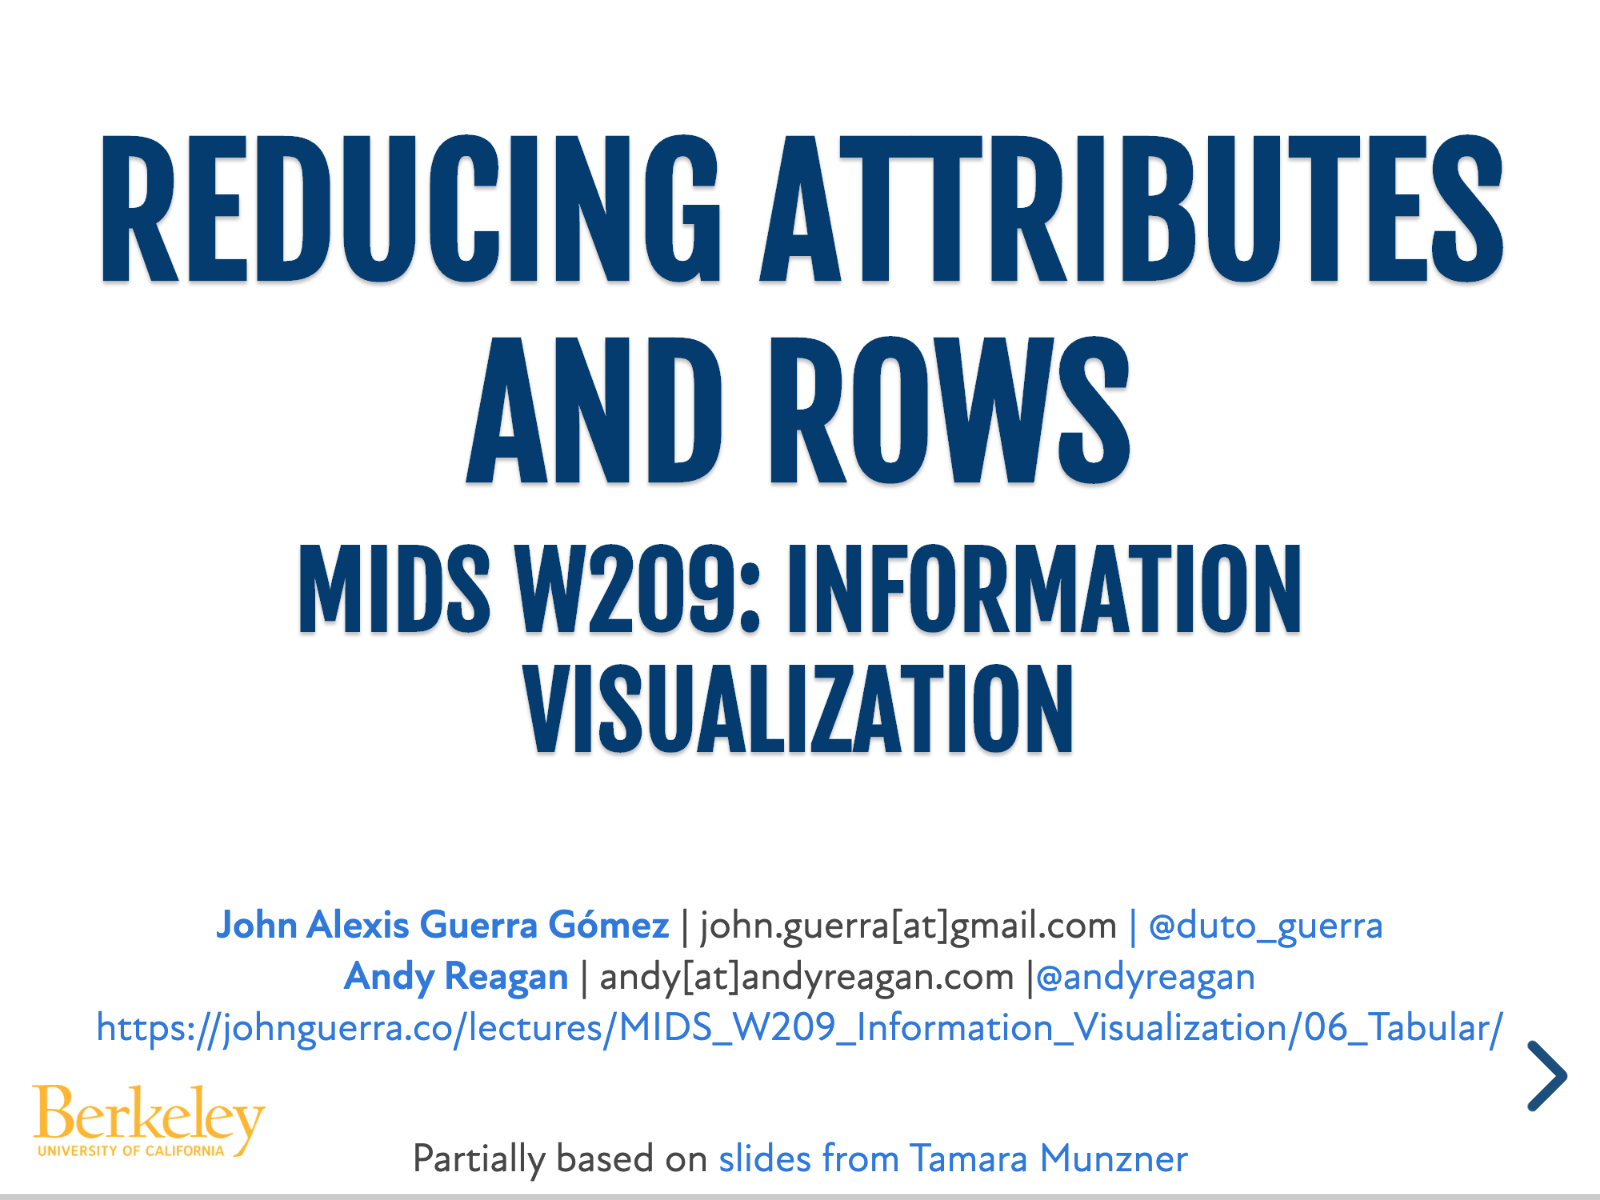 REDUCING ATTRIBUTES
AND ROWS
MIDS W209: INFORMATION
VISUALIZATION
John Alexis Guerra Gómez | john.guerra[at]gmail.com | @duto_guerra
Andy Reagan | andy[at]andyreagan.com |@andyreagan
https://johnguerra.co/lectures/MIDS_W209_Information_Visualization/06_Tabular/
Berkeley
UNIVERSITY OF CALIFORNIA
Partially based on slides from Tamara Munzner